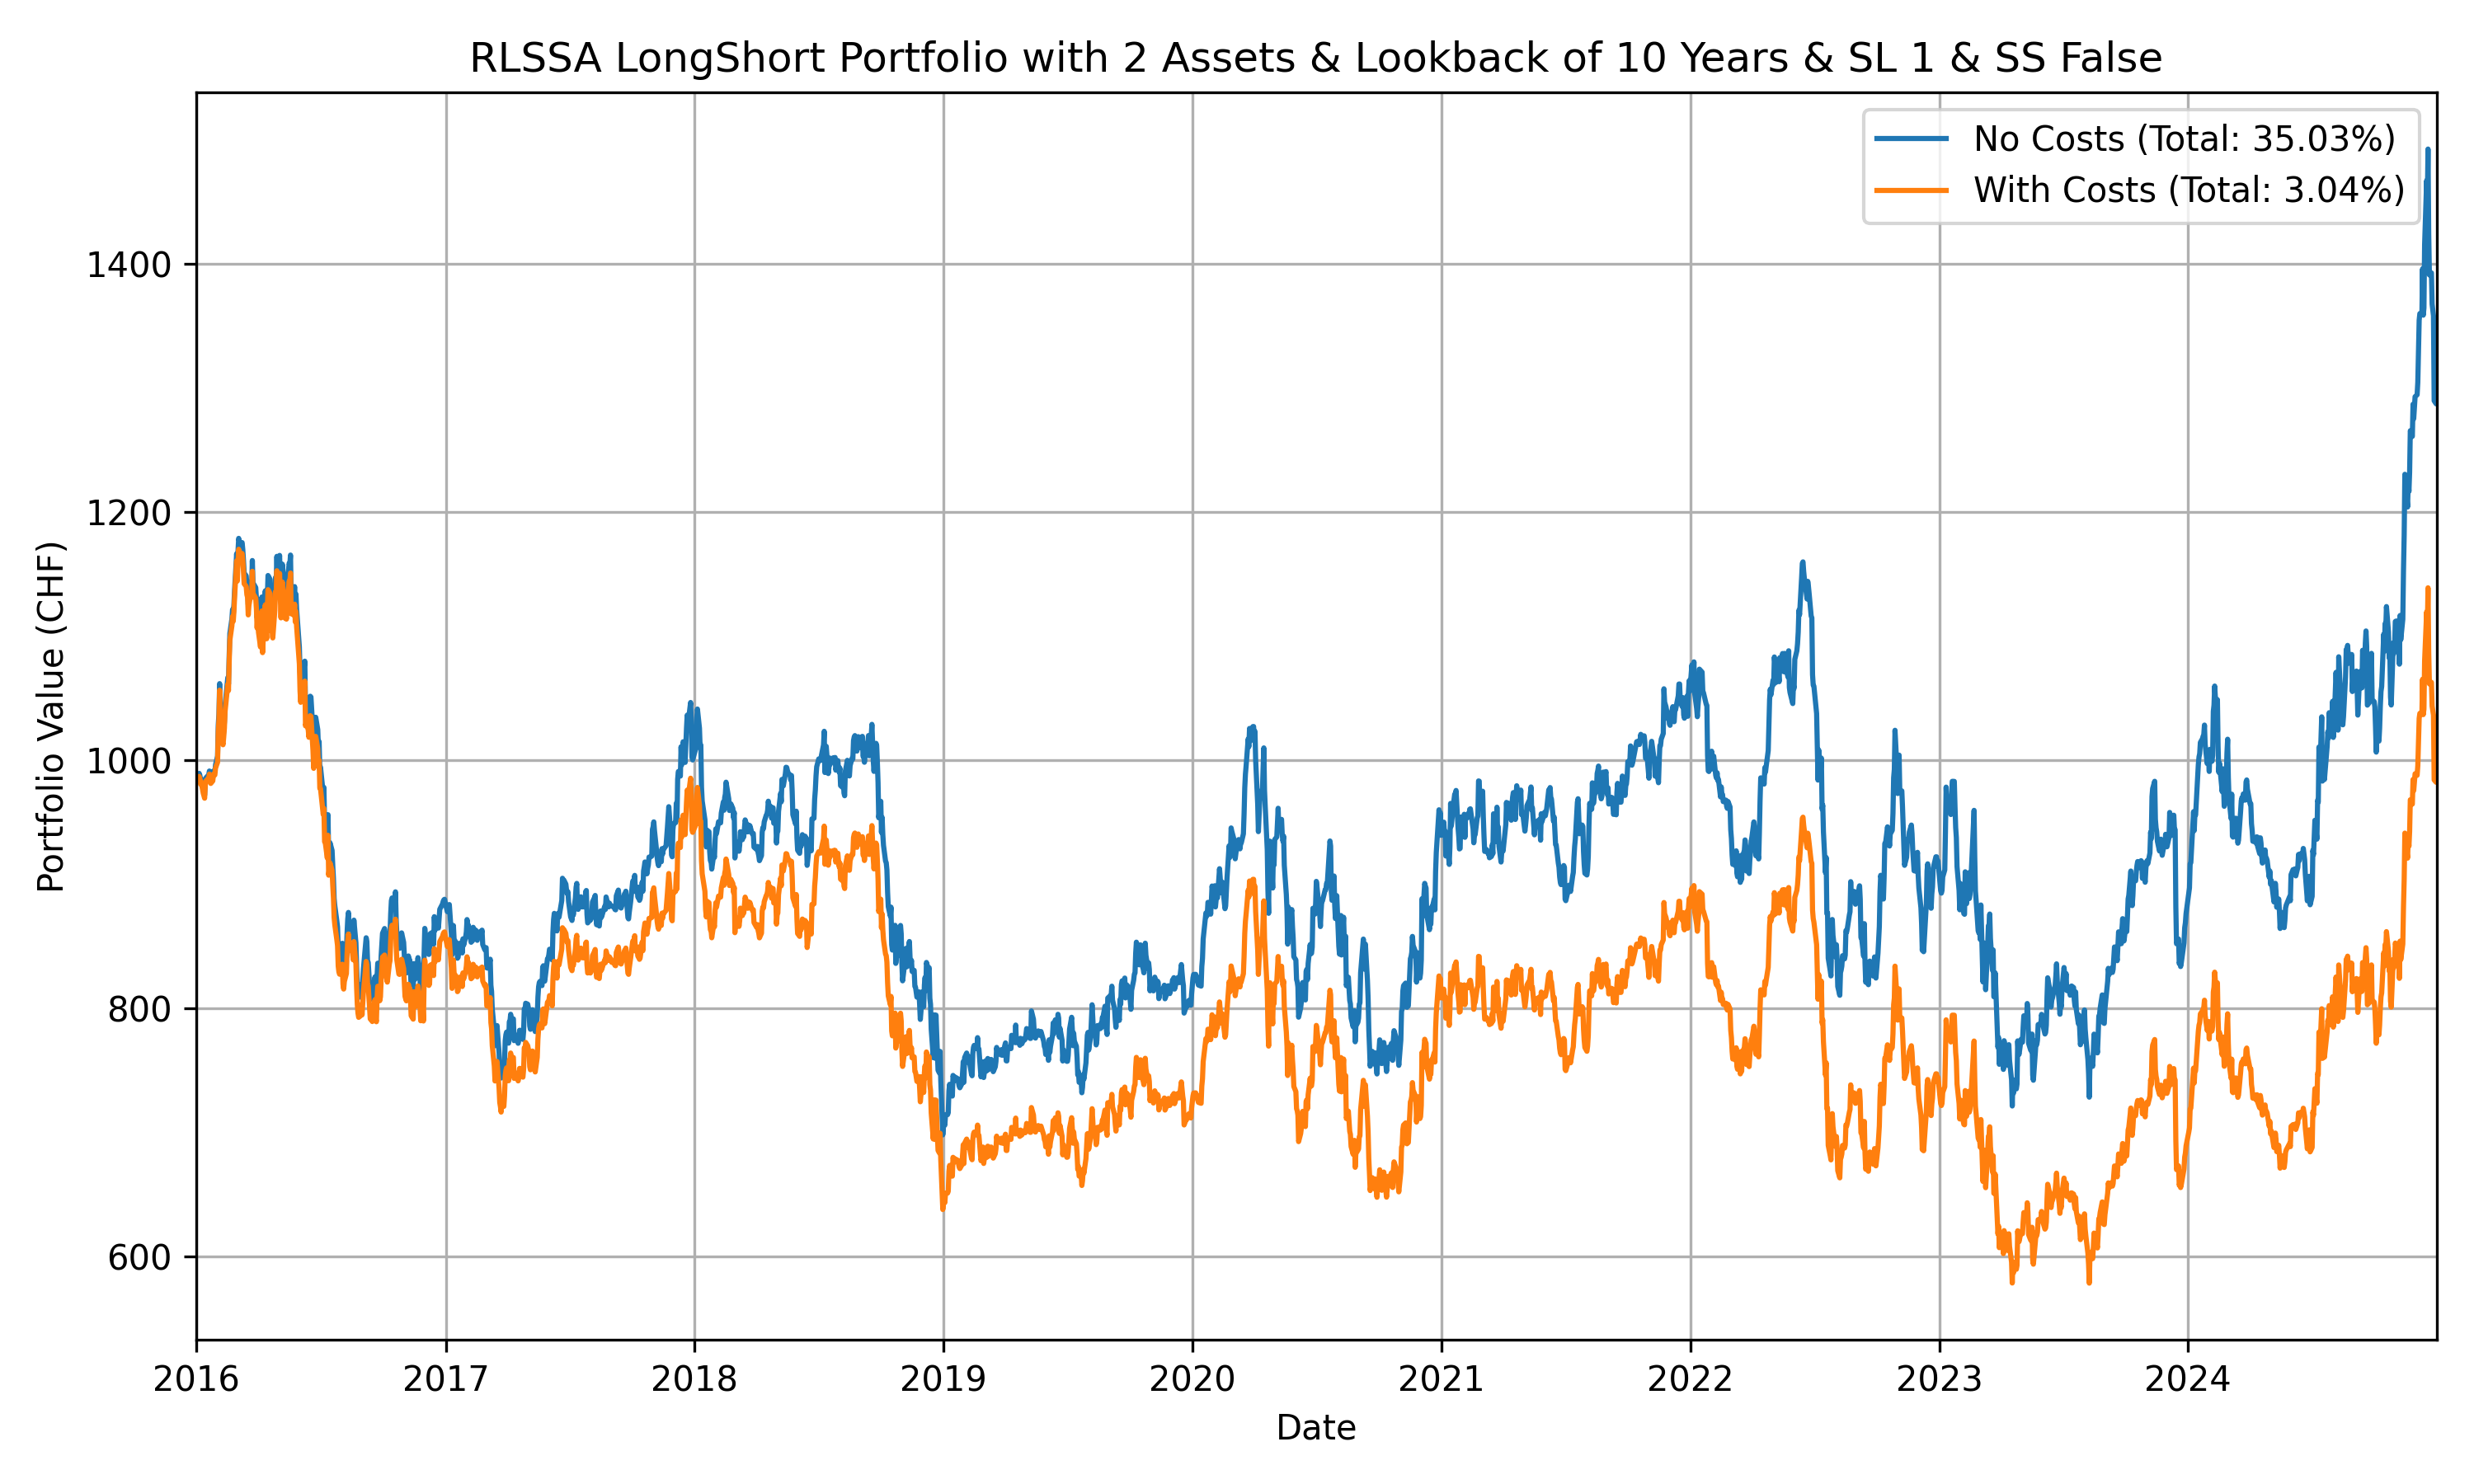 RLSSA LongShort Portfolio with 2 Assets & Lookback of 10 Years & SL 1 & SS False
No Costs (Total: 35.03%)
With Costs (Total: 3.04%)
Portfolio Value (CHF)
1400
1200
1000
800
600
2016 2017 2018 2019 2020 2021 2022 2023 2024
Date